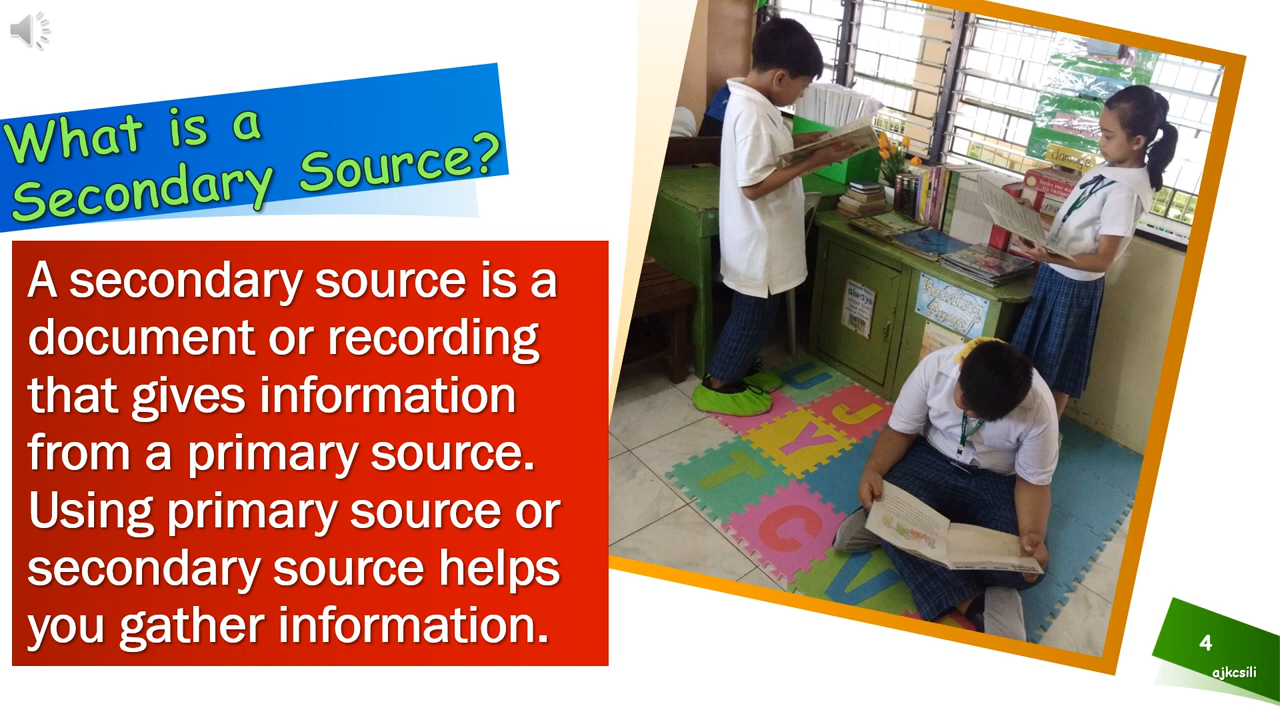 What is a
Secondary Source?
A secondary source is a
document or recording
that gives information
from a primary source.
Using primary source or
secondary source helps
you gather information.
always
U
J
Y
T
C
V
4
ajkcsili